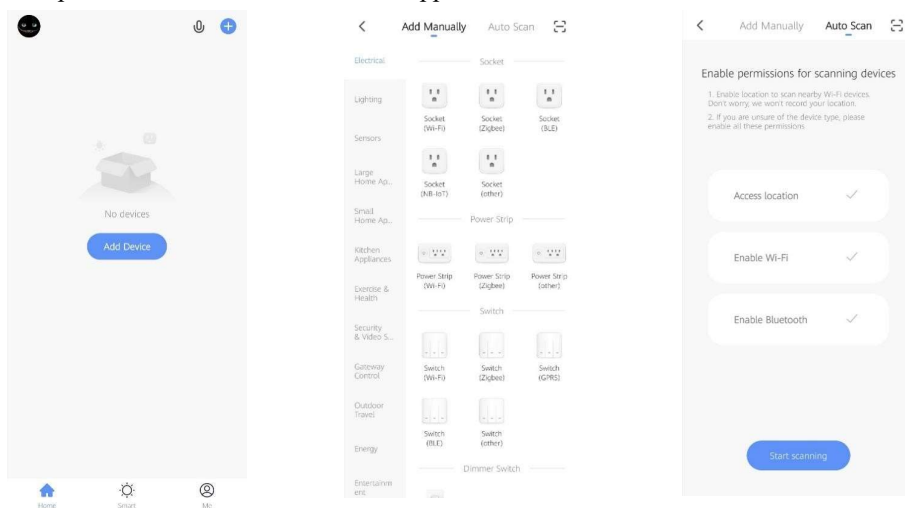 No devices
Add Device
Home
Smart
Me
Add Manually
Auto Scan
Electrical
Lighting
Sensors
Large
Home Ap...
Small
Home Ap...
Kitchen
Appliances
Exercise &
Health
Security
& Video S...
Gateway
Control
Outdoor
Travel
Energy
Entertainm
ent
Socket
Socket
(Wi-Fi)
Socket
(Zigbee)
Socket
(BLE)
Socket
(NB-IoT)
Socket
(other)
Power Strip
Power Strip
(Wi-Fi)
Power Strip
(Zigbee)
Power Strip
(other)
Switch
Switch
(Wi-Fi)
Switch
(Zigbee)
Switch
(GPRS)
Switch
(BLE)
Switch
(other)
Dimmer Switch
Add Manually
Auto Scan
Enable permissions for scanning devices
1. Enable location to scan nearby Wi-Fi devices.
Don't worry, we won't record your location.
2. If you are unsure of the device type, please
enable all these permissions.
Access location
Enable Wi-Fi
Enable Bluetooth
Start scanning